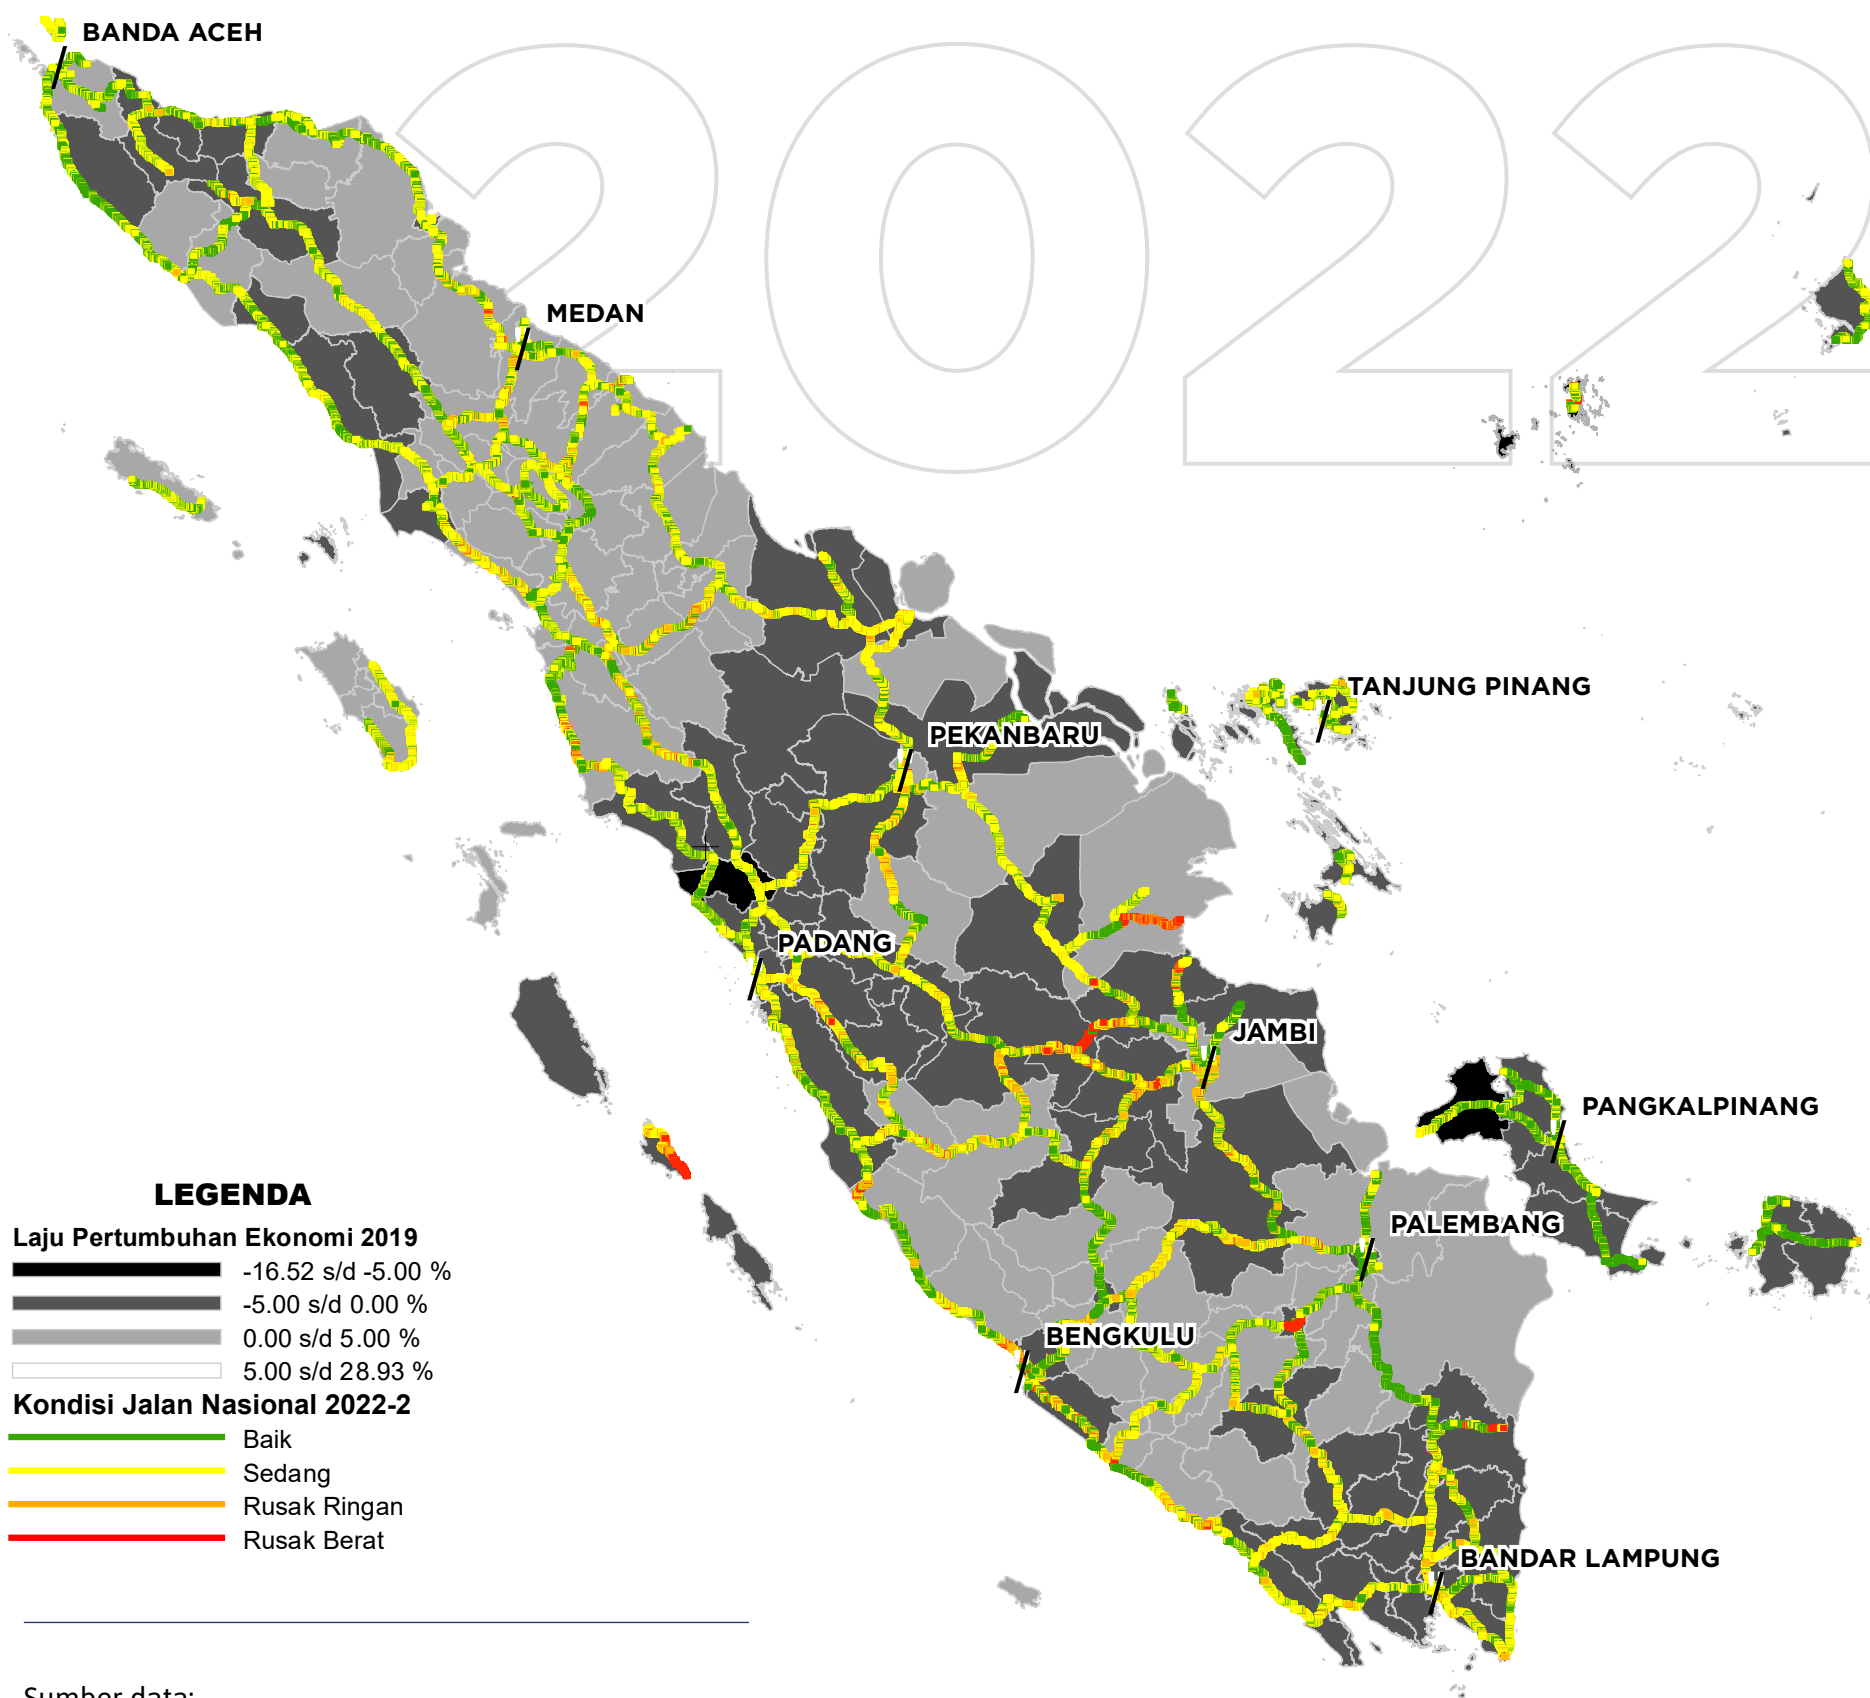 2022
BANDA ACEH
MEDAN
TANJUNG PINANG
PEKANBARU
PADANG
JAMBI
PANGKALPINANG
PALEMBANG
BENGKULU
BANDAR LAMPUNG
LEGENDA
Laju Pertumbuhan Ekonomi 2019
-16.52 s/d -5.00 %
-5.00 s/d 0.00 %
0.00 s/d 5.00 %
5.00 s/d 28.93 %
Kondisi Jalan Nasional 2022-2
Baik
Sedang
Rusak Ringan
Rusak Berat
Sumber data: